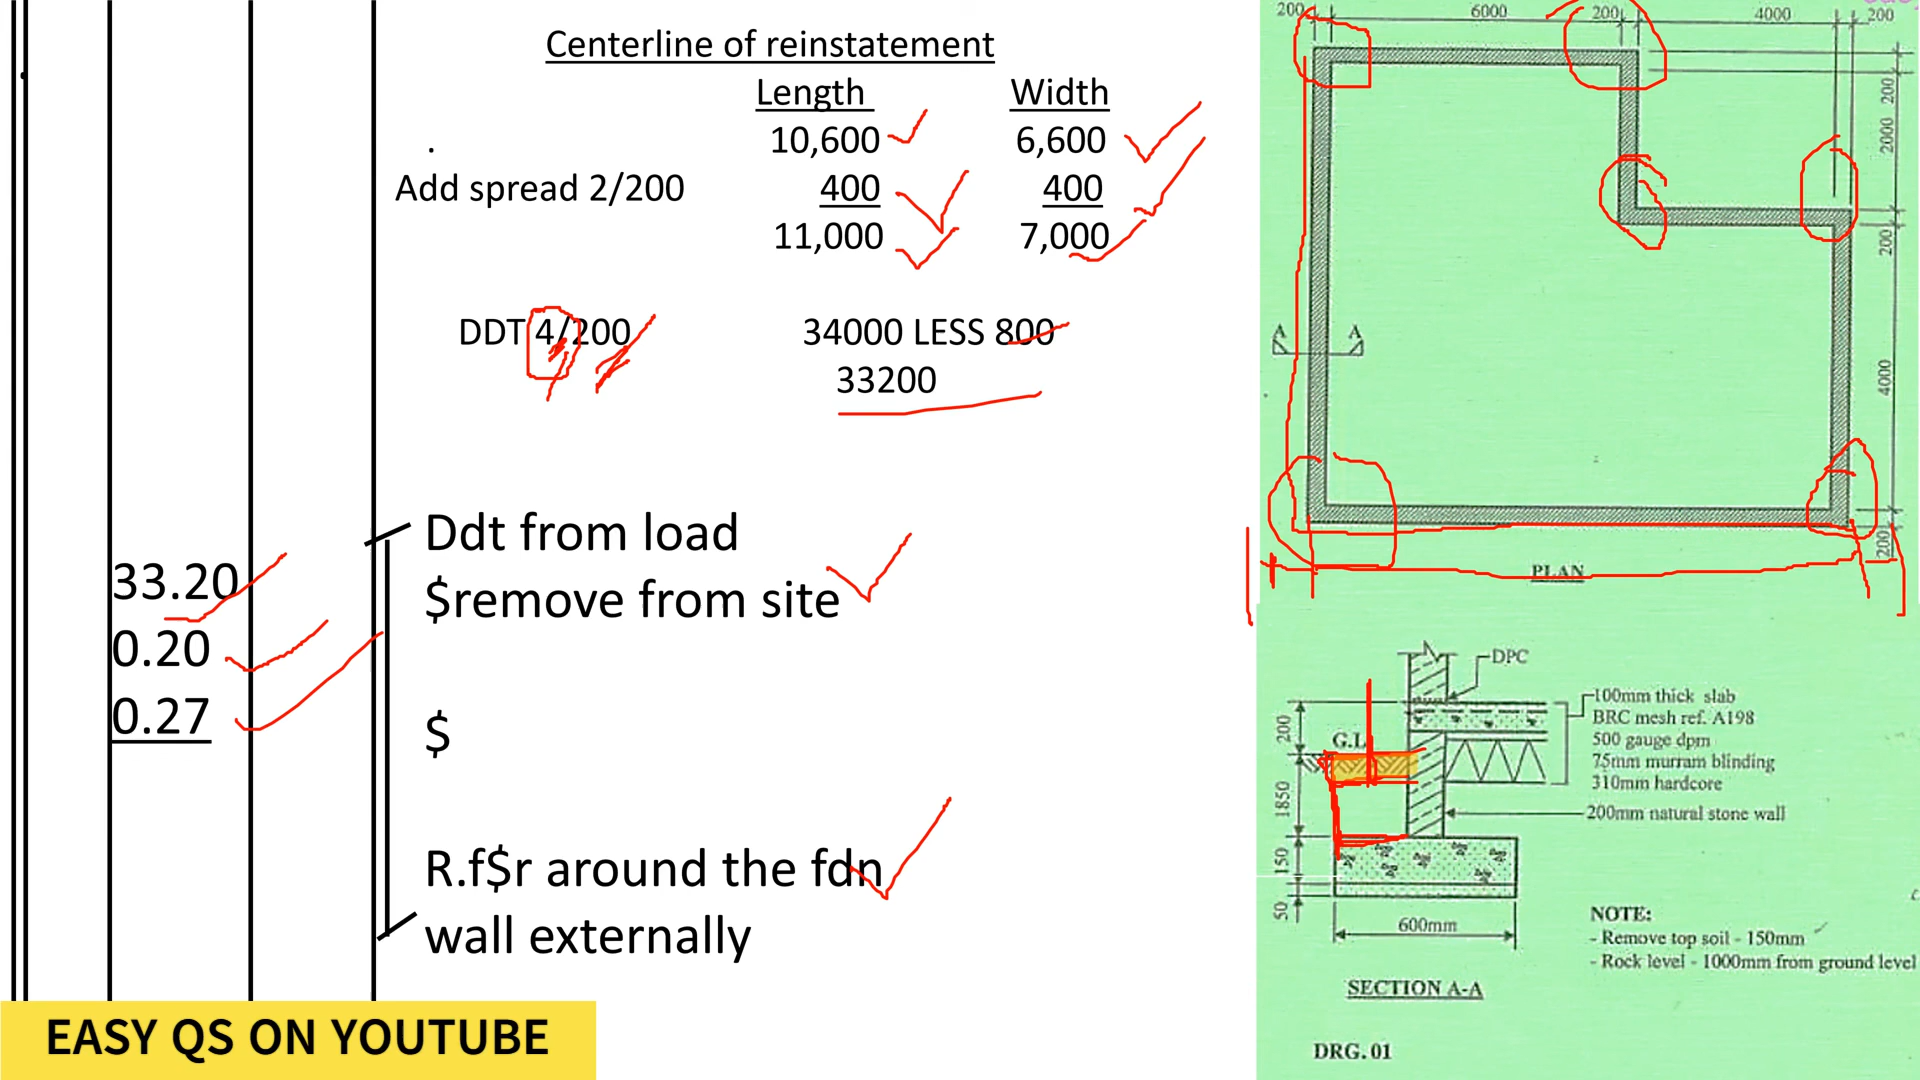 Centerline of reinstatement
Length Width
10,600 6,600
Add spread 2/200 400 400
11,000 7,000
DDT 4/200 34000 LESS 800
33200
33.20
0.20
0.27
Ddt from load
$remove from site
$
R.f$r around the fdn
wall externally
EASY QS ON YOUTUBE
200 6000 200 4000 200
200
2000
200
4000
200
A A
PLAN
DPC
100mm thick slab
BRC mesh ref. A198
500 gauge dpm
75mm murram blinding
310mm hardcore
200mm natural stone wall
G.L
200
1850
150
50
600mm
NOTE:
- Remove top soil - 150mm
- Rock level - 1000mm from ground level
SECTION A-A
DRG. 01